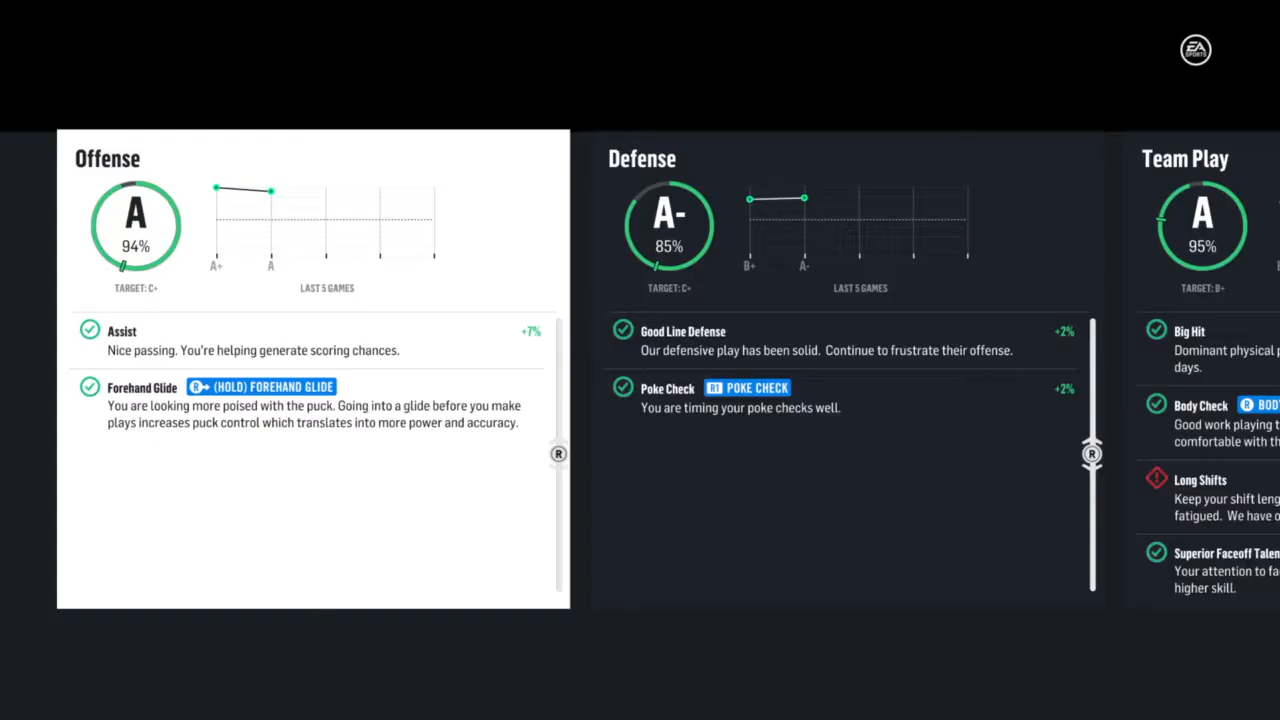 EA
SPORTS
Offense
A
94%
TARGET: C+
A+
A
LAST 5 GAMES
Assist
+7%
Nice passing. You're helping generate scoring chances.
Forehand Glide
R (HOLD) FOREHAND GLIDE
You are looking more poised with the puck. Going into a glide before you make
plays increases puck control which translates into more power and accuracy.
R
Defense
A-
85%
TARGET: C+
B+
A-
LAST 5 GAMES
Good Line Defense
+2%
Our defensive play has been solid. Continue to frustrate their offense.
Poke Check
R1 POKE CHECK
+2%
You are timing your poke checks well.
R
Team Play
A
95%
TARGET: B+
Big Hit
Dominant physical
days.
Body Check
R BOD
Good work playing
comfortable with
Long Shifts
Keep your shift
fatigued. We have
Superior Faceoff
Your attention to
higher skill.